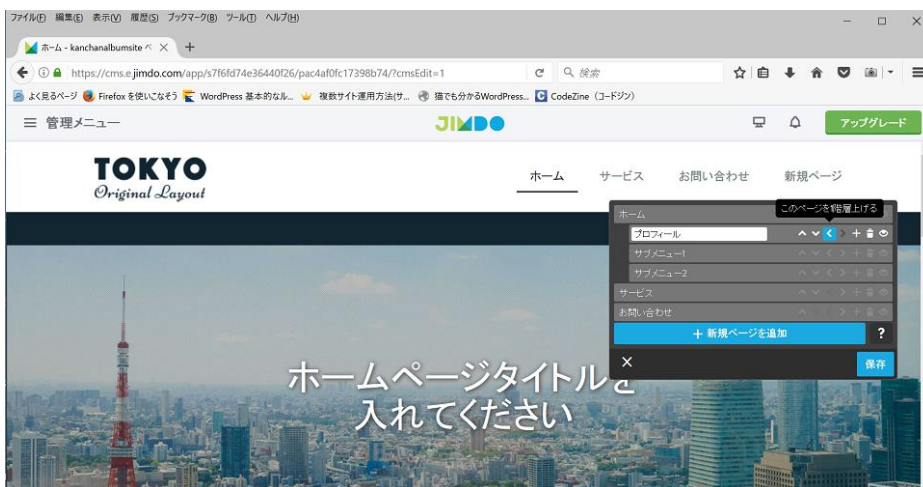 ファイル(F) 編集(E) 表示(V) 履歴(S) ブックマーク(B) ツール(T) ヘルプ(H)
ホーム - kanchanalbumsite ペ
https://cms.e.jimdo.com/app/s7f6fd74e36440f26/pac4af0fc17398b74/?cmsEdit=1
検索
よく見るページ Firefox を使いこなそう WordPress 基本的なル... 複数サイト運用方法(サ... 猫でも分かるWordPress... CodeZine（コードジン）
管理メニュー
JIMDO
アップグレード
TOKYO
Original Layout
ホーム サービス お問い合わせ 新規ページ
このページを1階層上げる
ホーム
プロフィール
サブメニュー1
サブメニュー2
サービス
お問い合わせ
+ 新規ページを追加 ?
保存
ホームページタイトルを
入れてください